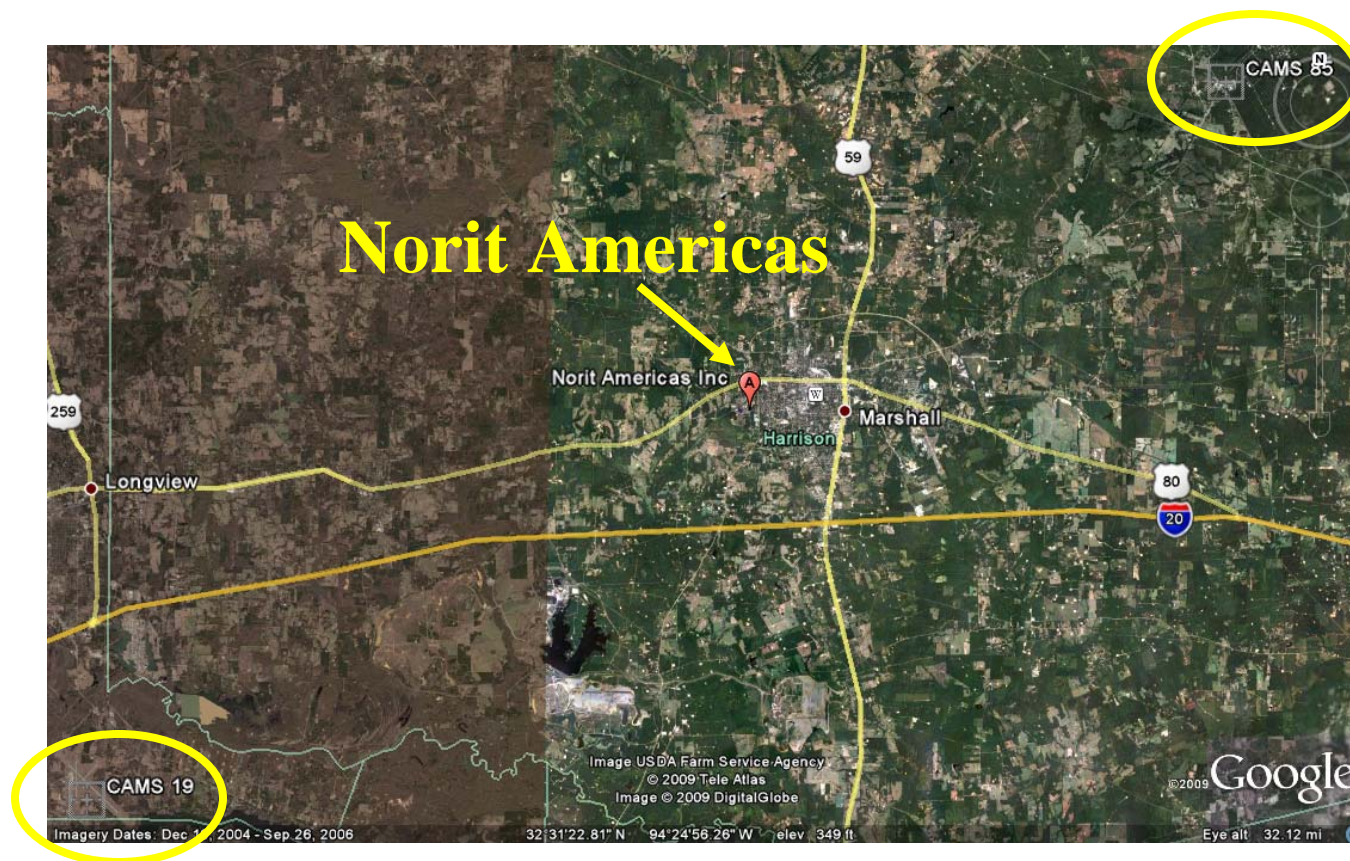 N
CAMS 85
59
Norit Americas
Norit Americas Inc
A
W
259
Marshall
Harrison
Longview
80
20
Image USDA Farm Service Agency
© 2009 Tele Atlas
Image © 2009 DigitalGlobe
©2009 Google
CAMS 19
Imagery Dates: Dec 2004 - Sep 26, 2006
32°31'22.81" N 94°24'56.26" W elev 349 ft
Eye alt 32.12 mi